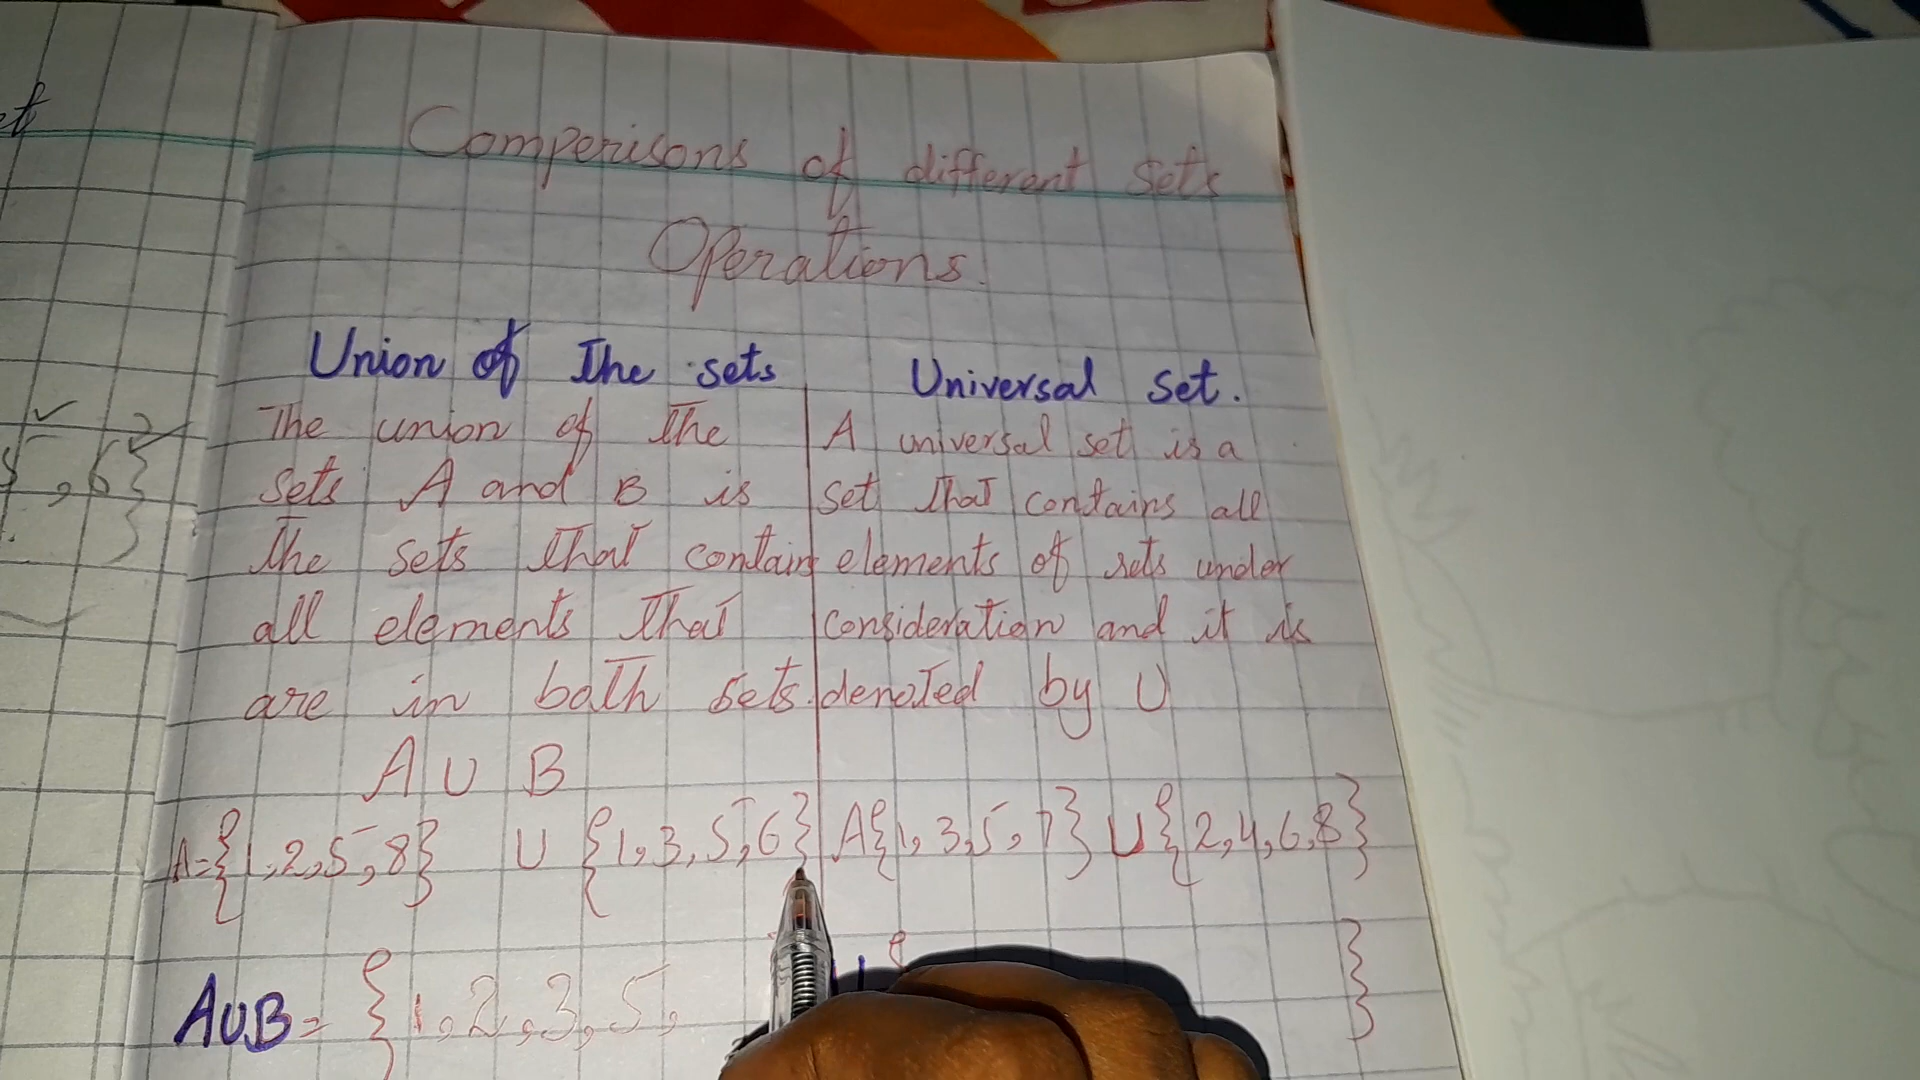 et
Comperisons of different sets
Operations.
Union of The sets
The union of The
sets A and B is
The sets That contain
all elements That
are in both sets.
A U B
A={1,2,5,8} U {1,3,5,6}
AUB={1,2,3,5,
Universal set.
A universal set is a
set That contains all
elements of sets under
consideration and it is
denoted by U
A{1,3,5,7} U{2,4,6,8}
U{ }
,6}
}